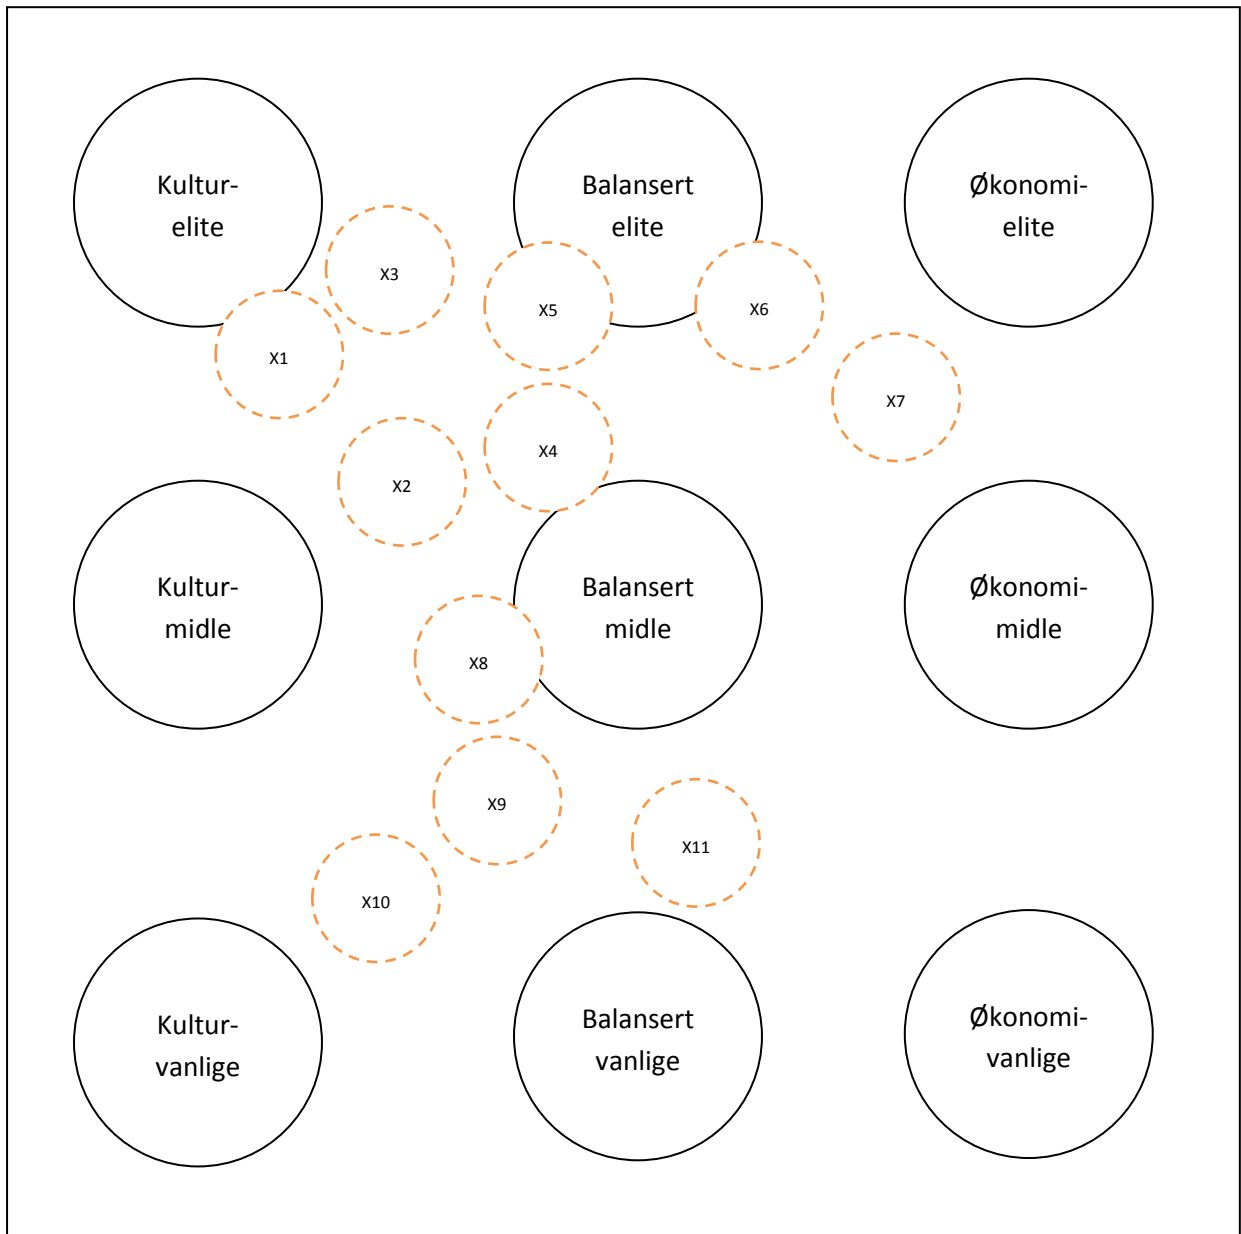 Kultur-
elite
Balansert
elite
Økonomi-
elite
X3
X5
X6
X1
X7
X4
X2
Kultur-
midle
Balansert
midle
Økonomi-
midle
X8
X9
X11
X10
Kultur-
vanlige
Balansert
vanlige
Økonomi-
vanlige